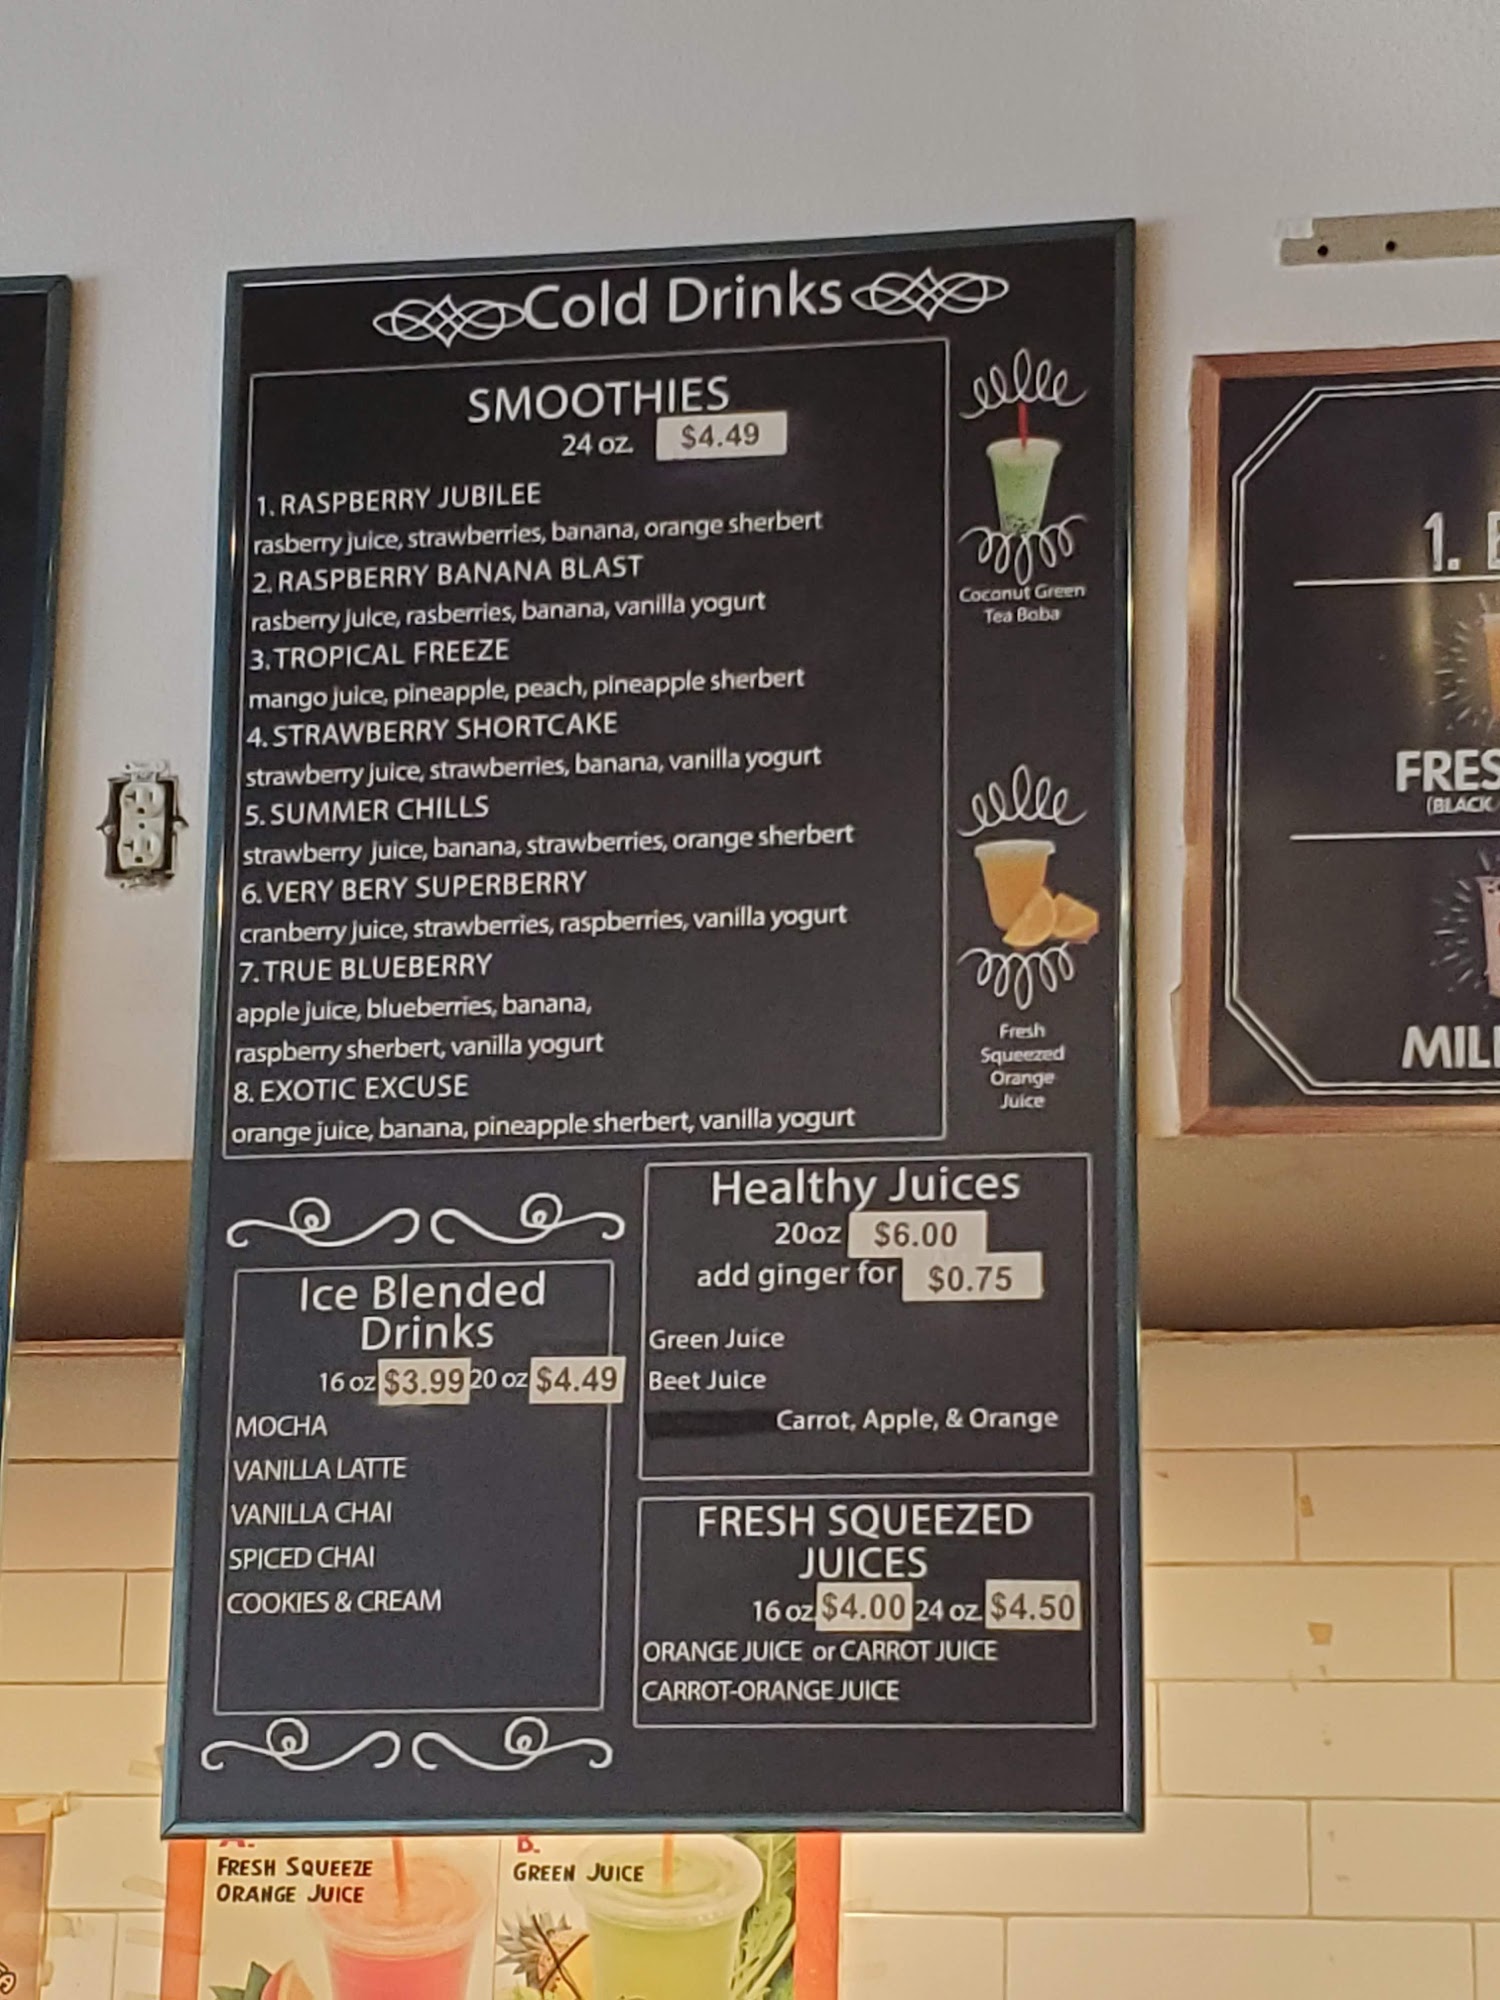 Cold Drinks
SMOOTHIES
24 oz. $4.49
1. RASPBERRY JUBILEE
rasberry juice, strawberries, banana, orange sherbert
2. RASPBERRY BANANA BLAST
rasberry juice, rasberries, banana, vanilla yogurt
3. TROPICAL FREEZE
mango juice, pineapple, peach, pineapple sherbert
4. STRAWBERRY SHORTCAKE
strawberry juice, strawberries, banana, vanilla yogurt
5. SUMMER CHILLS
strawberry juice, banana, strawberries, orange sherbert
6. VERY BERY SUPERBERRY
cranberry juice, strawberries, raspberries, vanilla yogurt
7. TRUE BLUEBERRY
apple juice, blueberries, banana,
raspberry sherbert, vanilla yogurt
8. EXOTIC EXCUSE
orange juice, banana, pineapple sherbert, vanilla yogurt
Coconut Green
Tea Boba
Fresh
Squeezed
Orange
Juice
Ice Blended
Drinks
16 oz $3.99 20 oz $4.49
MOCHA
VANILLA LATTE
VANILLA CHAI
SPICED CHAI
COOKIES & CREAM
Healthy Juices
20oz $6.00
add ginger for $0.75
Green Juice
Beet Juice
Carrot, Apple, & Orange
FRESH SQUEEZED
JUICES
16 oz $4.00 24 oz. $4.50
ORANGE JUICE or CARROT JUICE
CARROT-ORANGE JUICE
1.
FRES
(BLACK
MIL
A.
FRESH SQUEEZE
ORANGE JUICE
B.
GREEN JUICE